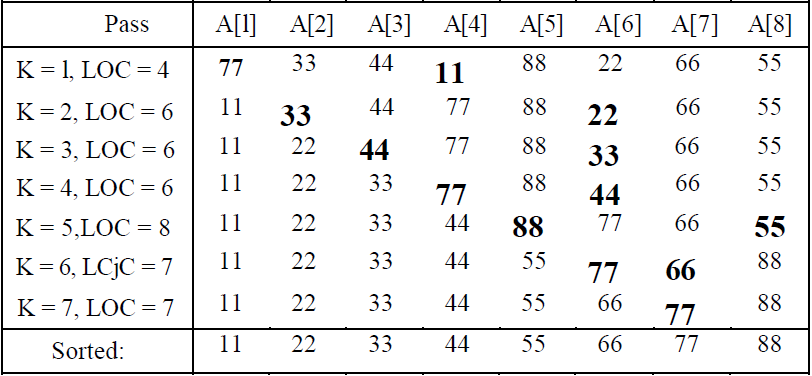 Pass A[1] A[2] A[3] A[4] A[5] A[6] A[7] A[8]
K = l, LOC = 4 77 33 44 11 88 22 66 55
K = 2, LOC = 6 11 33 44 77 88 22 66 55
K = 3, LOC = 6 11 22 44 77 88 33 66 55
K = 4, LOC = 6 11 22 33 77 88 44 66 55
K = 5,LOC = 8 11 22 33 44 88 77 66 55
K = 6, LCjC = 7 11 22 33 44 55 77 66 88
K = 7, LOC = 7 11 22 33 44 55 66 77 88
Sorted: 11 22 33 44 55 66 77 88